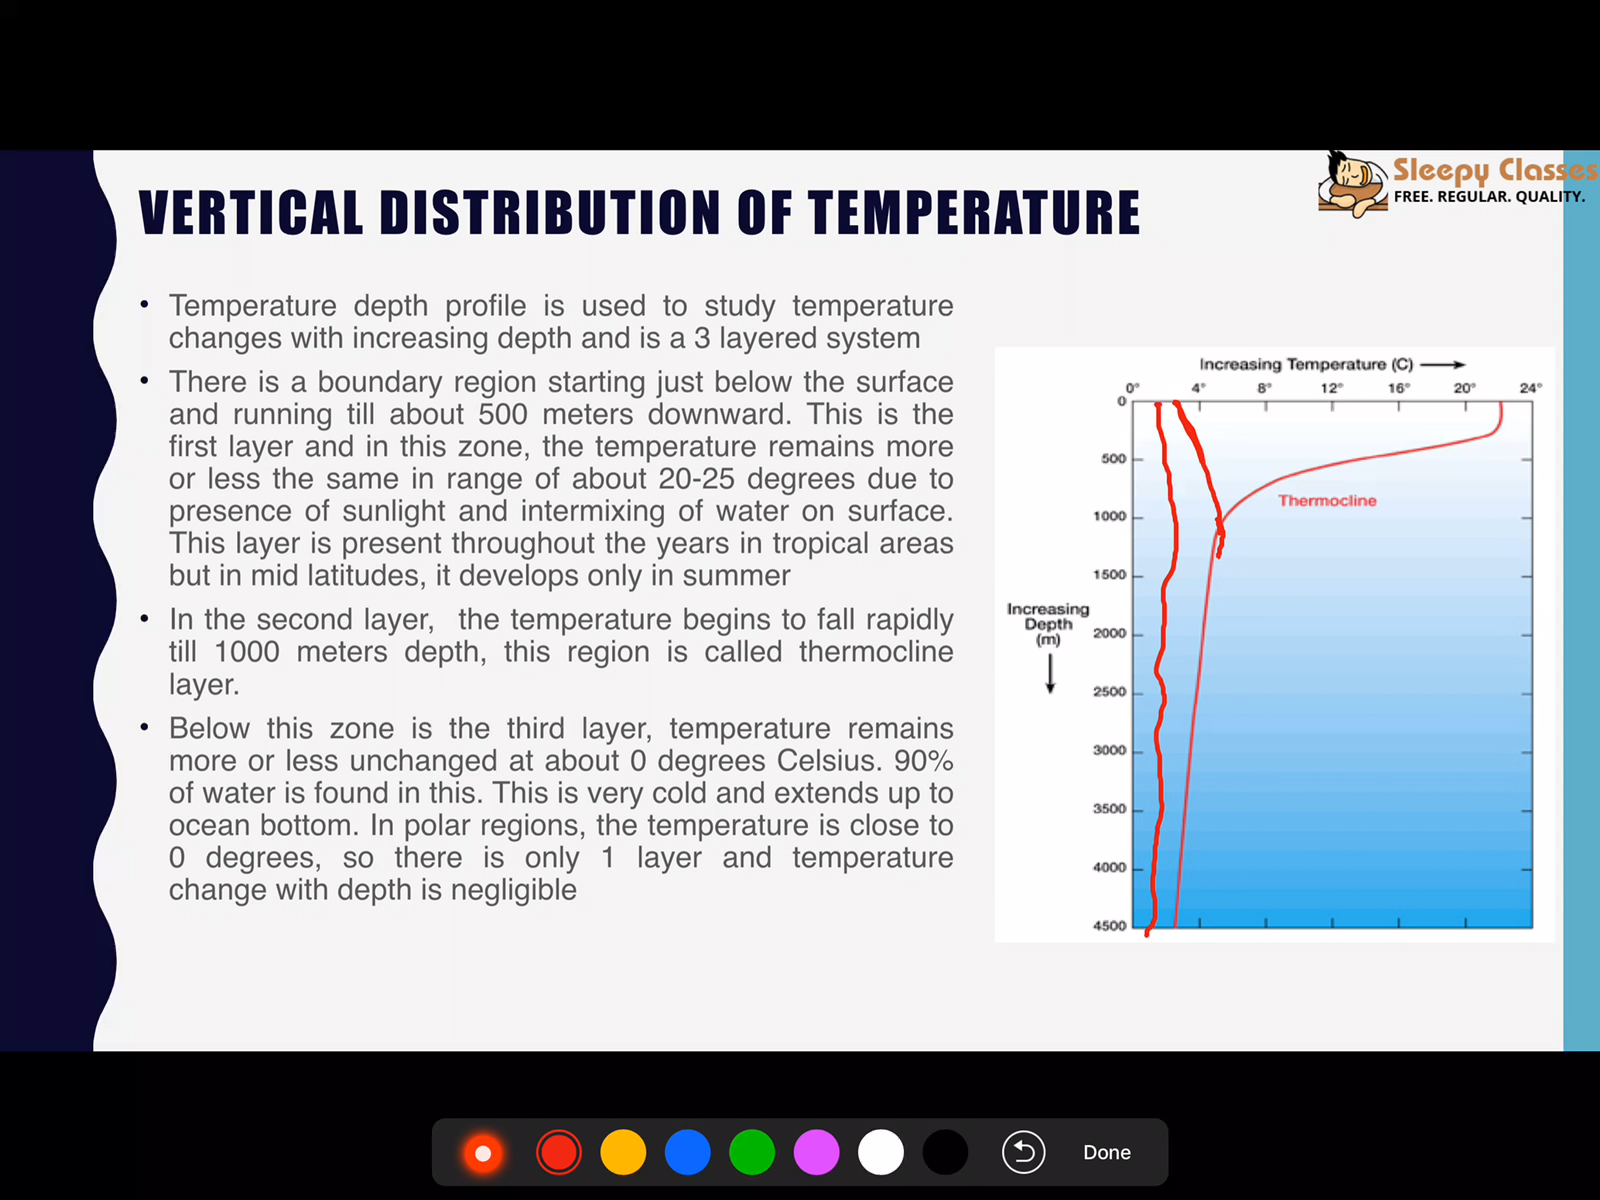 Sleepy Classes
FREE. REGULAR. QUALITY.
VERTICAL DISTRIBUTION OF TEMPERATURE
• Temperature depth profile is used to study temperature
changes with increasing depth and is a 3 layered system
• There is a boundary region starting just below the surface
and running till about 500 meters downward. This is the
first layer and in this zone, the temperature remains more
or less the same in range of about 20-25 degrees due to
presence of sunlight and intermixing of water on surface.
This layer is present throughout the years in tropical areas
but in mid latitudes, it develops only in summer
• In the second layer, the temperature begins to fall rapidly
till 1000 meters depth, this region is called thermocline
layer.
• Below this zone is the third layer, temperature remains
more or less unchanged at about 0 degrees Celsius. 90%
of water is found in this. This is very cold and extends up to
ocean bottom. In polar regions, the temperature is close to
0 degrees, so there is only 1 layer and temperature
change with depth is negligible
Increasing Temperature (C)
0° 4° 8° 12° 16° 20° 24°
0
500
Thermocline
1000
1500
Increasing
Depth
(m)
2000
2500
3000
3500
4000
4500
Done